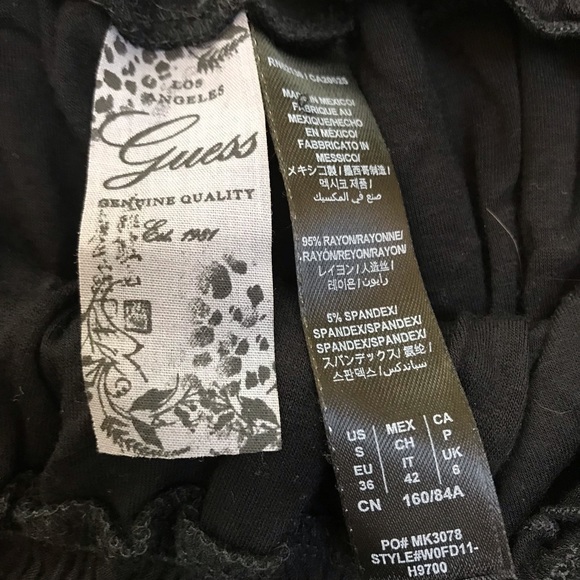 LOS
ANGELES
Guess
GENUINE QUALITY
Est. 1981
MADE IN MEXICO/
FABRIQUE AU
MEXIQUE/HECHO
EN MÉXICO/
FABBRICATO IN
MESSICO/
メキシコ製/墨西哥制造/
멕시코 제품/
صنع في المكسيك
95% RAYON/RAYONNE/
RAYÓN/REYON/RAYON/
レイヨン/人造丝/
레이온/ رايون
5% SPANDEX/
SPANDEX/SPANDEX/
SPANDEX/SPANDEX/
スパンデックス/氨纶/
스판덱스/ سباندكس
US MEX CA
S CH P
EU IT UK
36 42 6
CN 160/84A
PO# MK3078
STYLE#W0FD11-
H9700